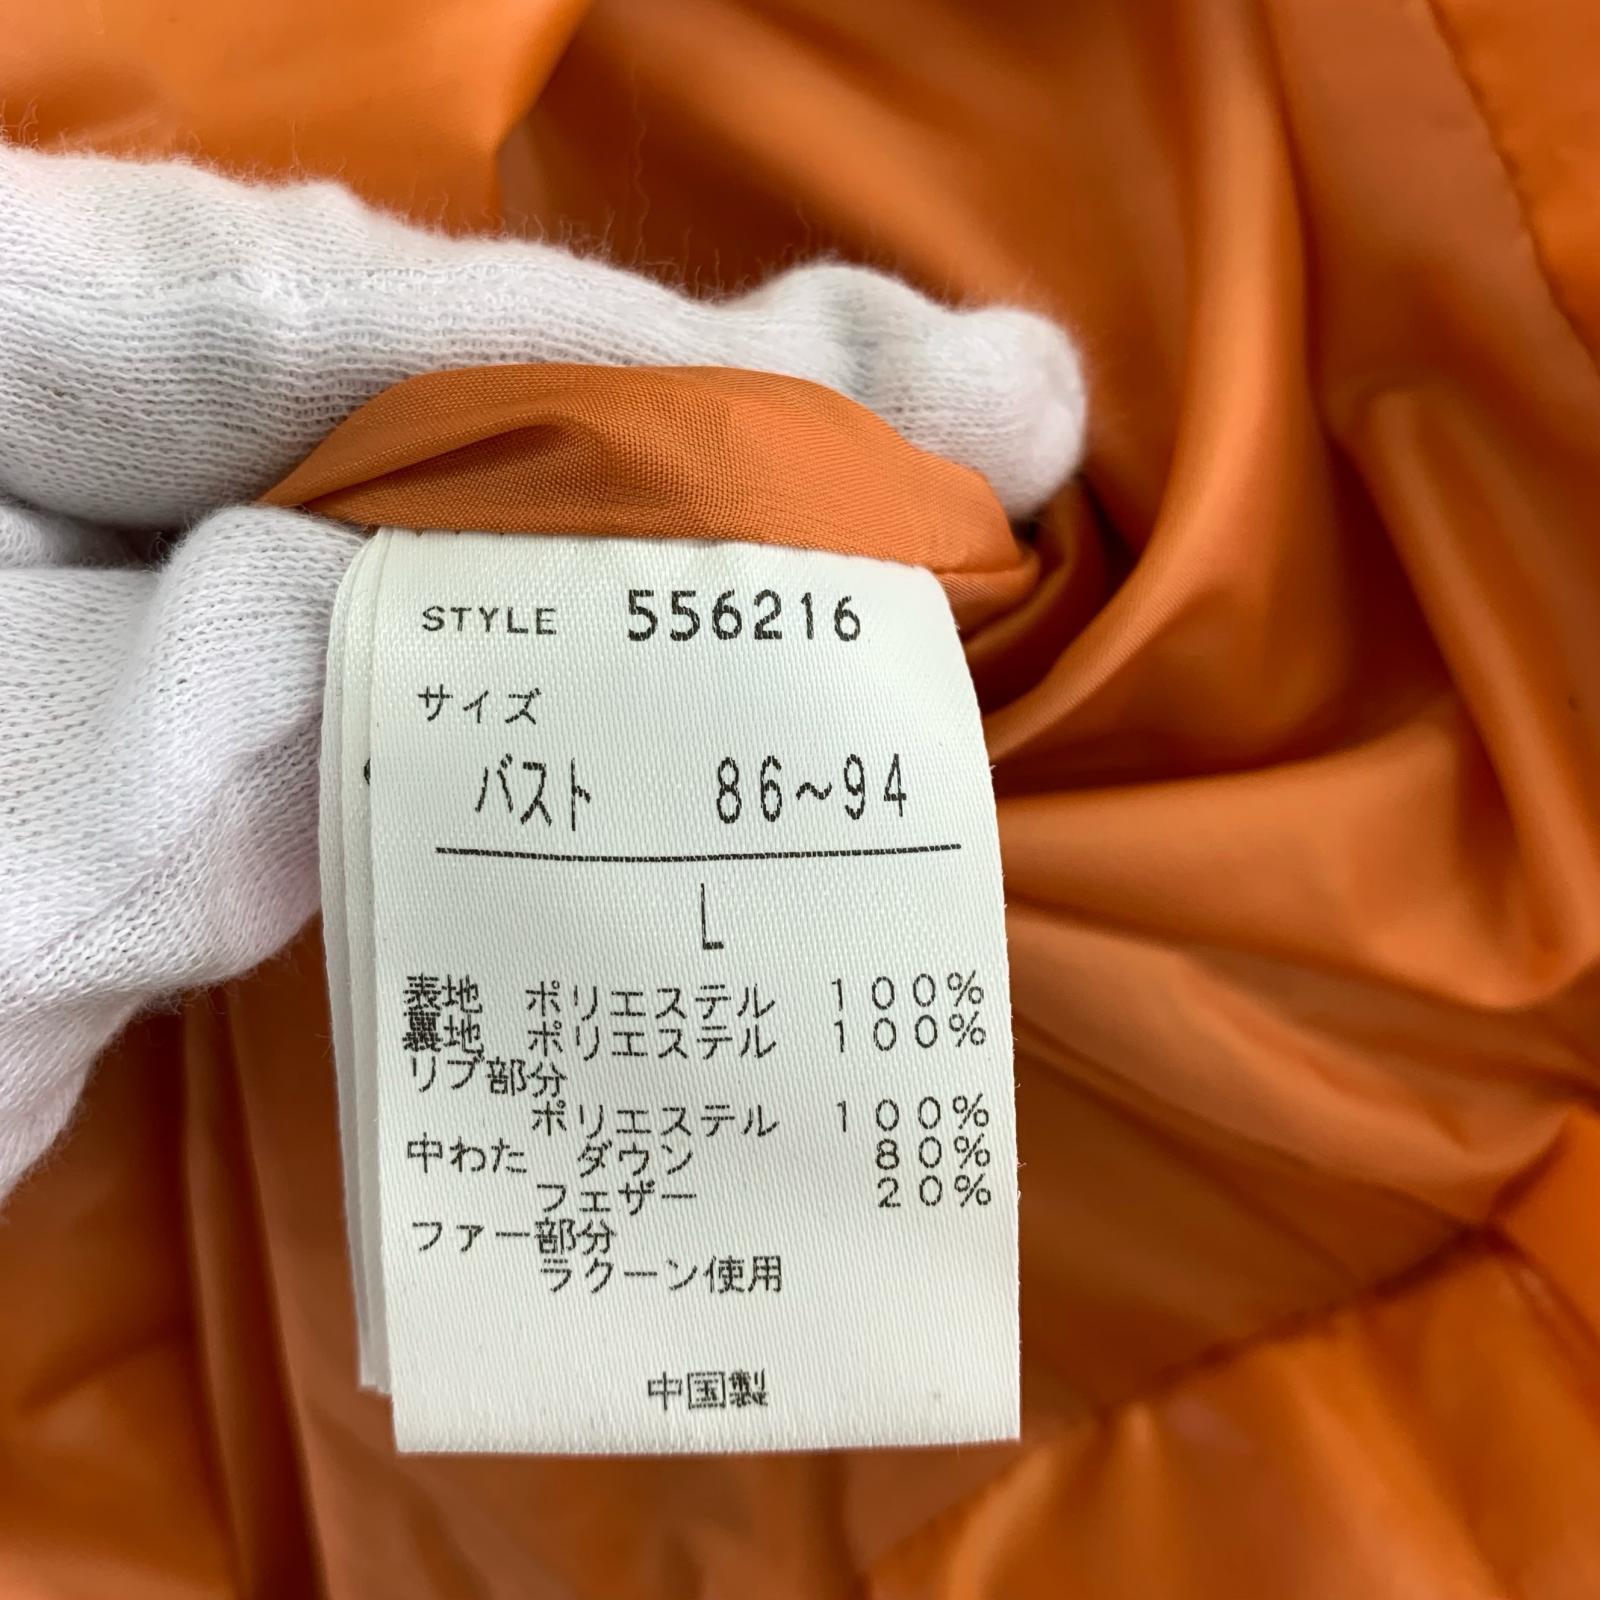 STYLE 556216
サイズ
バスト 86~94
L
表地 ポリエステル 100%
裏地 ポリエステル 100%
リブ部分
ポリエステル 100%
中わた ダウン 80%
フェザー 20%
ファー部分
ラクーン使用
中国製